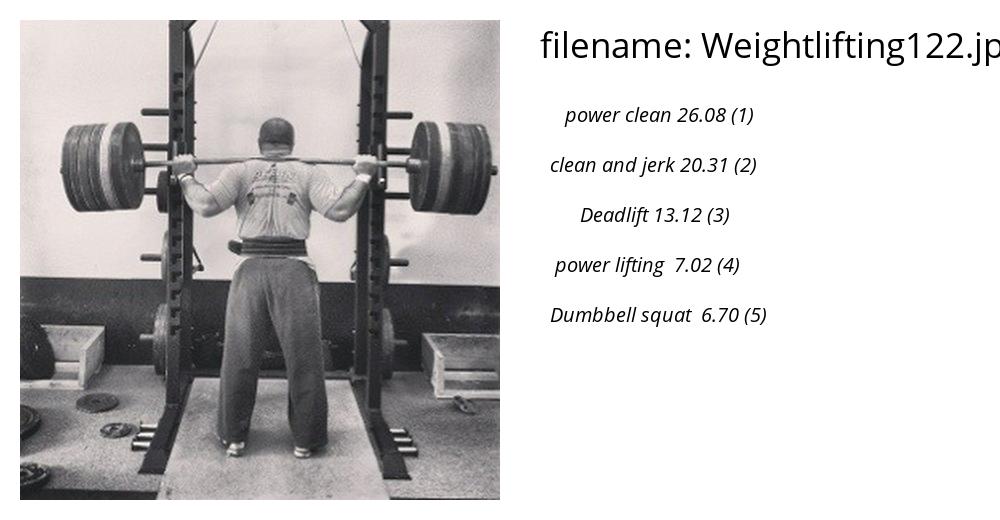 filename: Weightlifting122.jp
power clean 26.08 (1)
clean and jerk 20.31 (2)
Deadlift 13.12 (3)
power lifting 7.02 (4)
Dumbbell squat 6.70 (5)